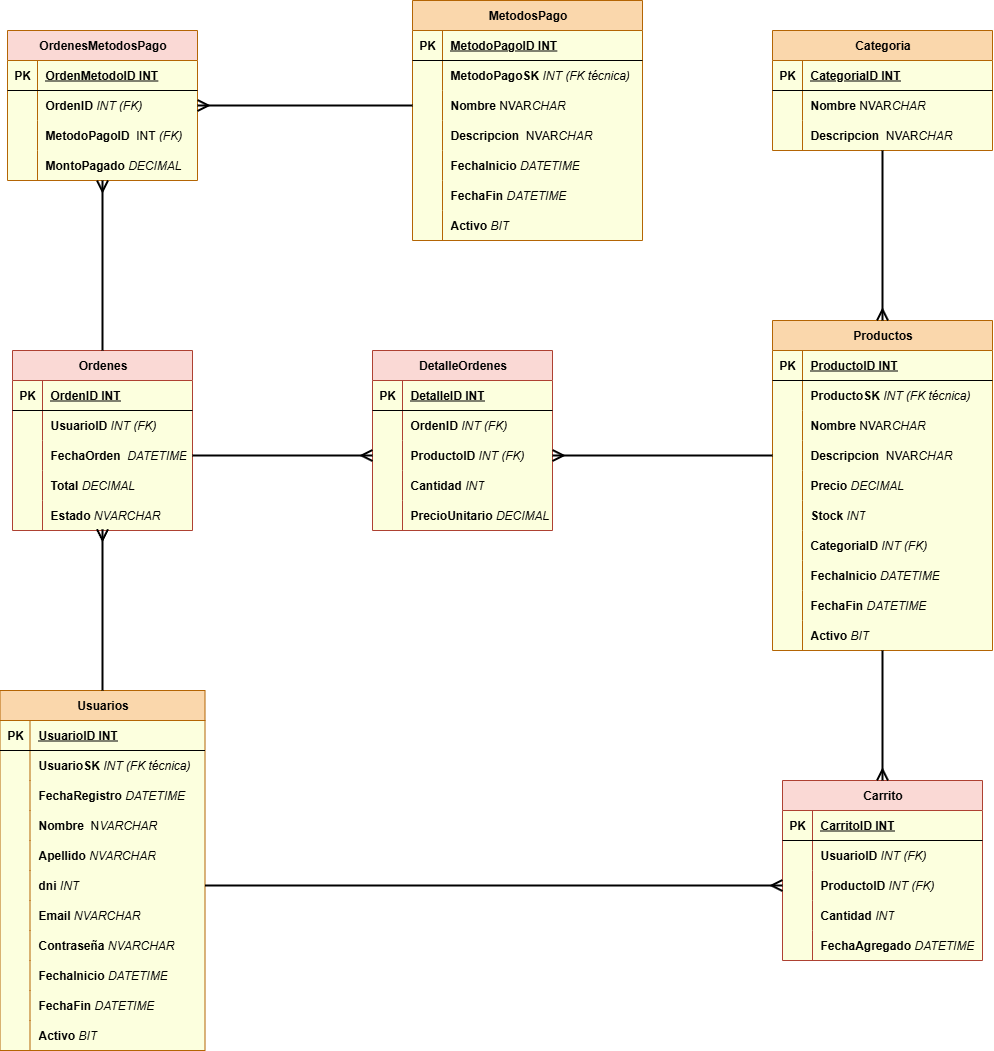 OrdenesMetodosPago
PK OrdenMetodoID INT
OrdenID INT (FK)
MetodoPagoID INT (FK)
MontoPagado DECIMAL
MetodosPago
PK MetodoPagoID INT
MetodoPagoSK INT (FK técnica)
Nombre NVARCHAR
Descripcion NVARCHAR
FechaInicio DATETIME
FechaFin DATETIME
Activo BIT
Categoria
PK CategoriaID INT
Nombre NVARCHAR
Descripcion NVARCHAR
Ordenes
PK OrdenID INT
UsuarioID INT (FK)
FechaOrden DATETIME
Total DECIMAL
Estado NVARCHAR
DetalleOrdenes
PK DetalleID INT
OrdenID INT (FK)
ProductoID INT (FK)
Cantidad INT
PrecioUnitario DECIMAL
Productos
PK ProductoID INT
ProductoSK INT (FK técnica)
Nombre NVARCHAR
Descripcion NVARCHAR
Precio DECIMAL
Stock INT
CategoriaID INT (FK)
FechaInicio DATETIME
FechaFin DATETIME
Activo BIT
Usuarios
PK UsuarioID INT
UsuarioSK INT (FK técnica)
FechaRegistro DATETIME
Nombre NVARCHAR
Apellido NVARCHAR
dni INT
Email NVARCHAR
Contraseña NVARCHAR
FechaInicio DATETIME
FechaFin DATETIME
Activo BIT
Carrito
PK CarritoID INT
UsuarioID INT (FK)
ProductoID INT (FK)
Cantidad INT
FechaAgregado DATETIME